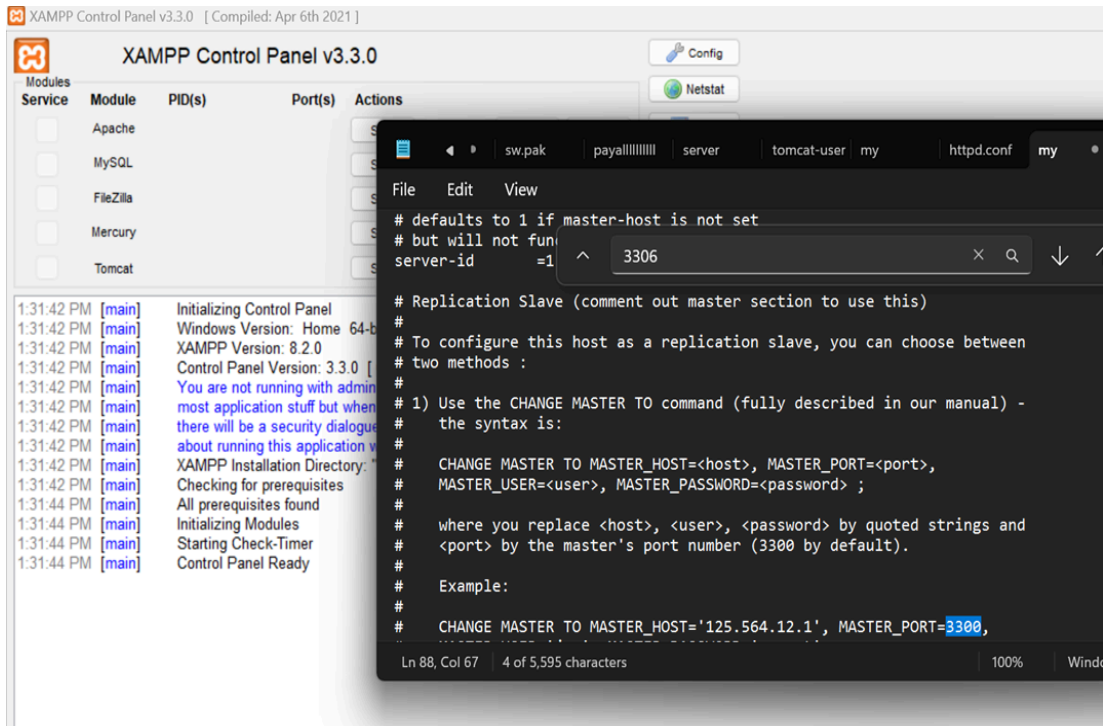 XAMPP Control Panel v3.3.0 [ Compiled: Apr 6th 2021 ]
XAMPP Control Panel v3.3.0
Config
Modules
Service Module PID(s) Port(s) Actions
Netstat
Apache
MySQL
FileZilla
Mercury
Tomcat
1:31:42 PM [main] Initializing Control Panel
1:31:42 PM [main] Windows Version: Home 64-b
1:31:42 PM [main] XAMPP Version: 8.2.0
1:31:42 PM [main] Control Panel Version: 3.3.0 [
1:31:42 PM [main] You are not running with admin
1:31:42 PM [main] most application stuff but when
1:31:42 PM [main] there will be a security dialogue
1:31:42 PM [main] about running this application w
1:31:42 PM [main] XAMPP Installation Directory: "
1:31:42 PM [main] Checking for prerequisites
1:31:44 PM [main] All prerequisites found
1:31:44 PM [main] Initializing Modules
1:31:44 PM [main] Starting Check-Timer
1:31:44 PM [main] Control Panel Ready
sw.pak payalllllllllll server tomcat-user my httpd.conf my
File Edit View
# defaults to 1 if master-host is not set
# but will not fun
server-id =1
3306
# Replication Slave (comment out master section to use this)
#
# To configure this host as a replication slave, you can choose between
# two methods :
#
# 1) Use the CHANGE MASTER TO command (fully described in our manual) -
# the syntax is:
#
# CHANGE MASTER TO MASTER_HOST=<host>, MASTER_PORT=<port>,
# MASTER_USER=<user>, MASTER_PASSWORD=<password> ;
#
# where you replace <host>, <user>, <password> by quoted strings and
# <port> by the master's port number (3300 by default).
#
# Example:
#
# CHANGE MASTER TO MASTER_HOST='125.564.12.1', MASTER_PORT=3300,
Ln 88, Col 67 4 of 5,595 characters 100% Windo